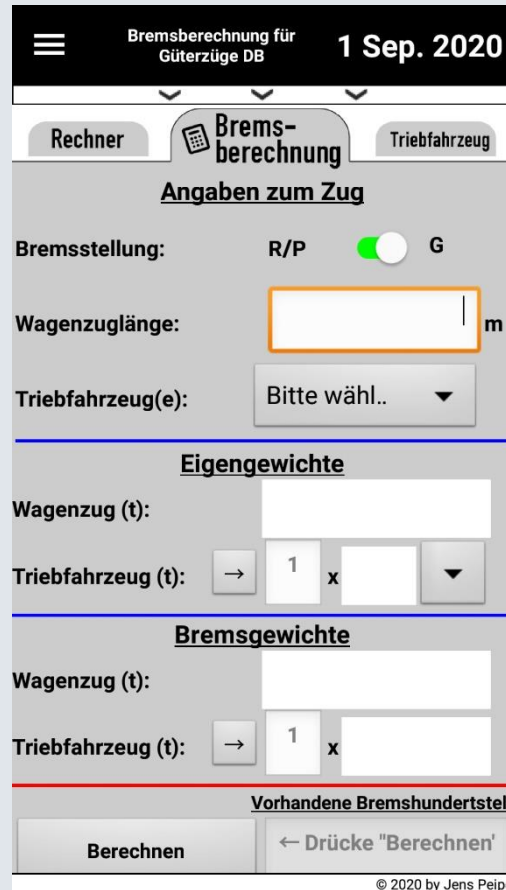 Bremsberechnung für
Güterzüge DB
1 Sep. 2020
Rechner
Brems-
berechnung
Triebfahrzeug
Angaben zum Zug
Bremsstellung: R/P G
Wagenzuglänge: m
Triebfahrzeug(e): Bitte wähl..
Eigengewichte
Wagenzug (t):
Triebfahrzeug (t): → 1 x
Bremsgewichte
Wagenzug (t):
Triebfahrzeug (t): → 1 x
Vorhandene Bremshundertstel
Berechnen
← Drücke "Berechnen"
© 2020 by Jens Peip